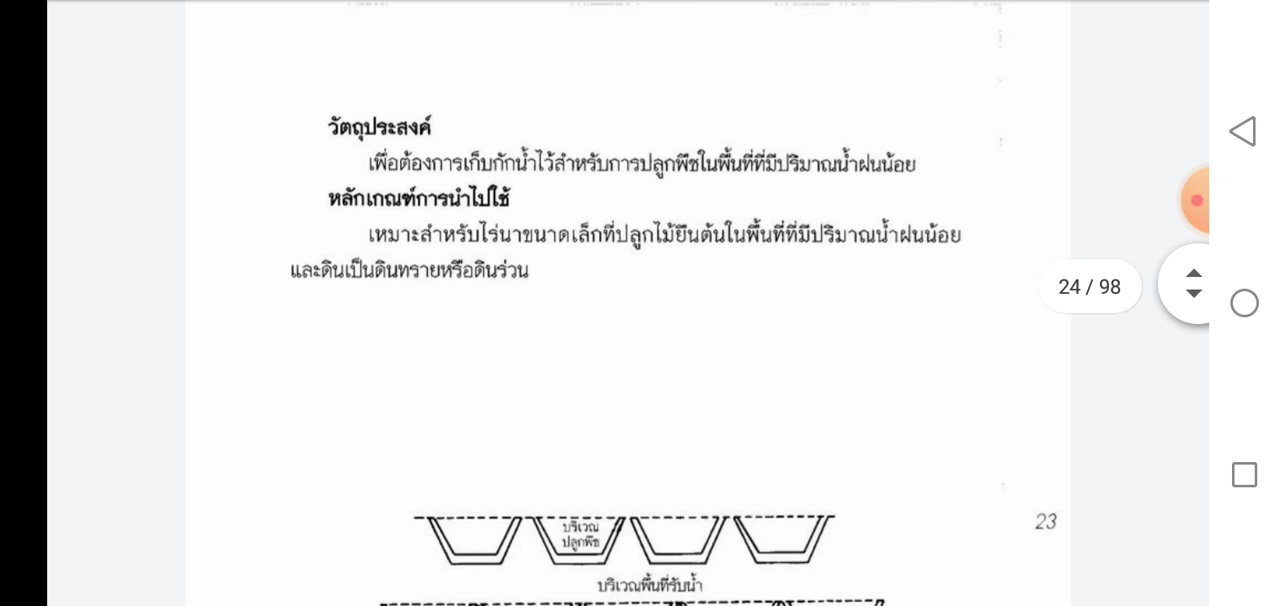 วัตถุประสงค์
เพื่อต้องการเก็บกักน้ำไว้สำหรับการปลูกพืชในพื้นที่ที่มีปริมาณน้ำฝนน้อย
หลักเกณฑ์การนำไปใช้
เหมาะสำหรับไร่นาขนาดเล็กที่ปลูกไม้ยืนต้นในพื้นที่ที่มีปริมาณน้ำฝนน้อย
และดินเป็นดินทรายหรือดินร่วน
24 / 98
23
บริเวณ
ปลูกพืช
บริเวณพื้นที่รับน้ำ